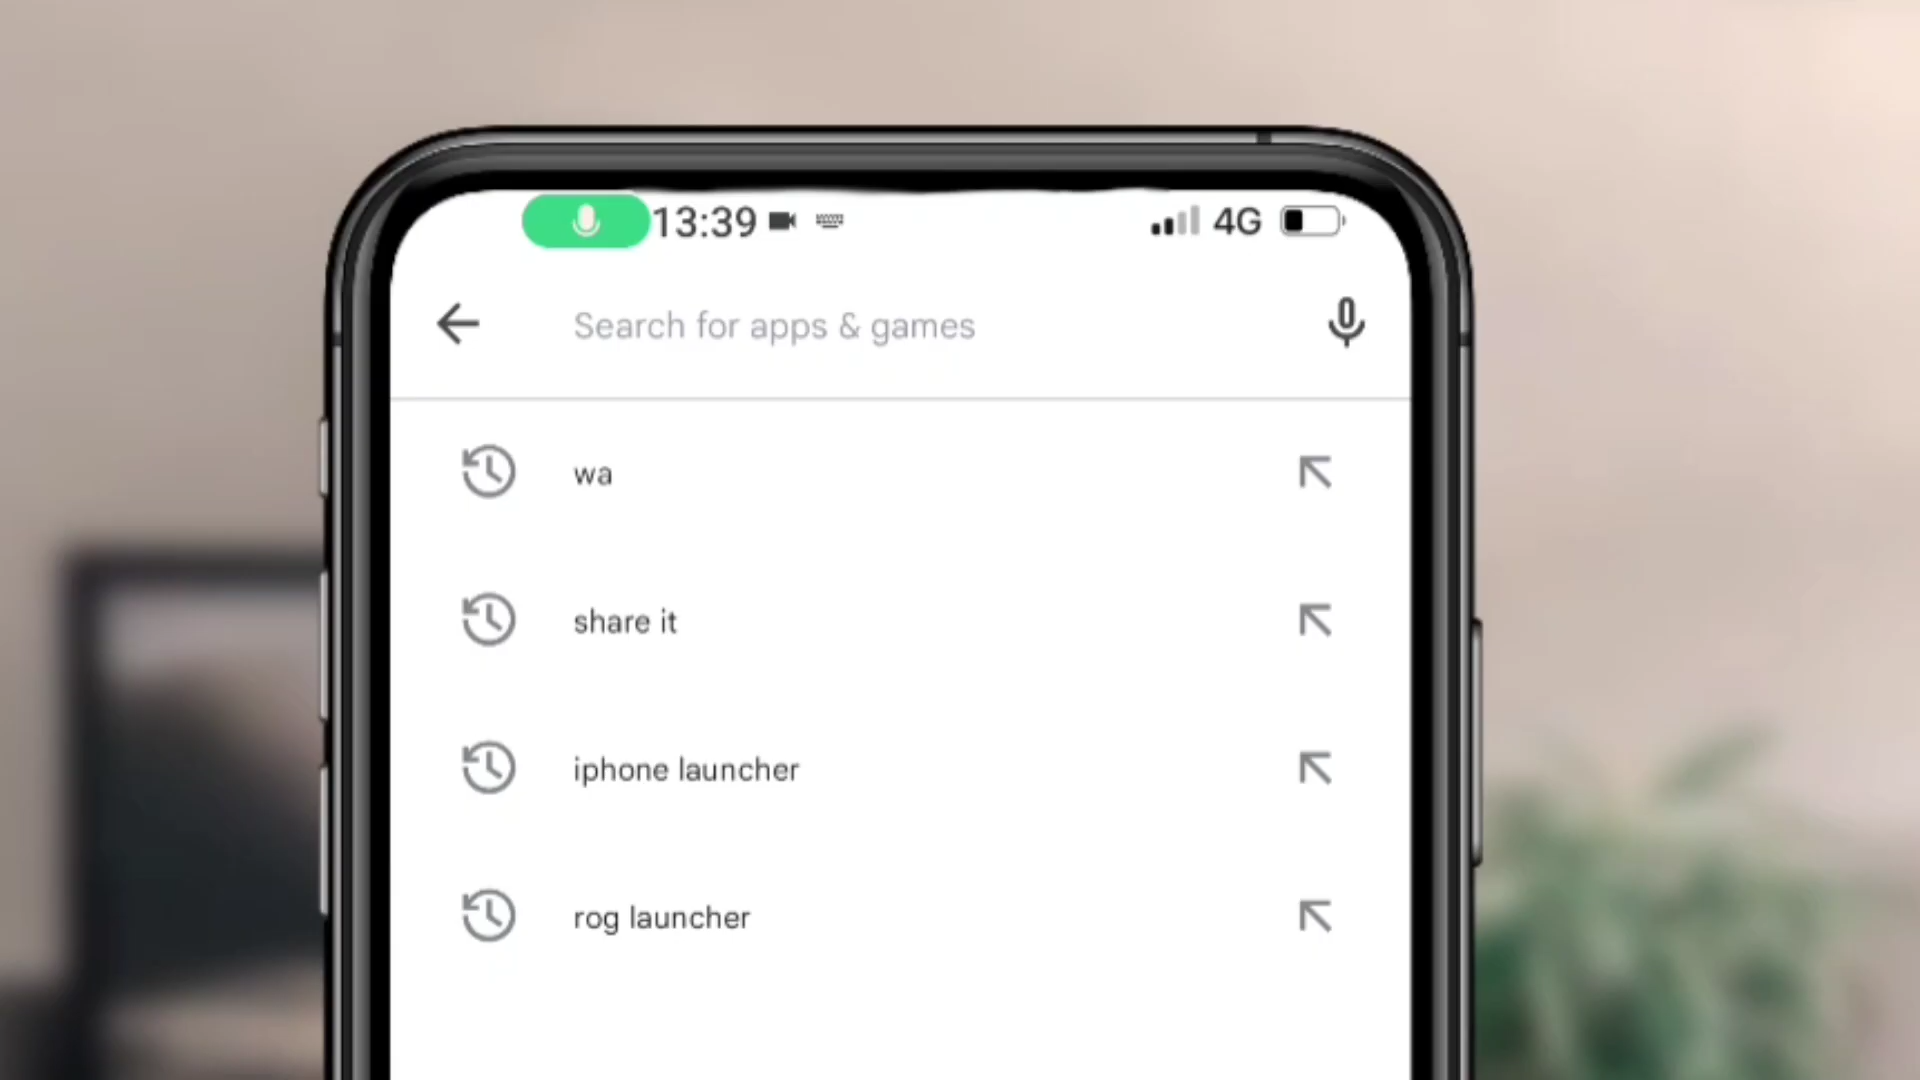 13:39
4G
Search for apps & games
wa
share it
iphone launcher
rog launcher